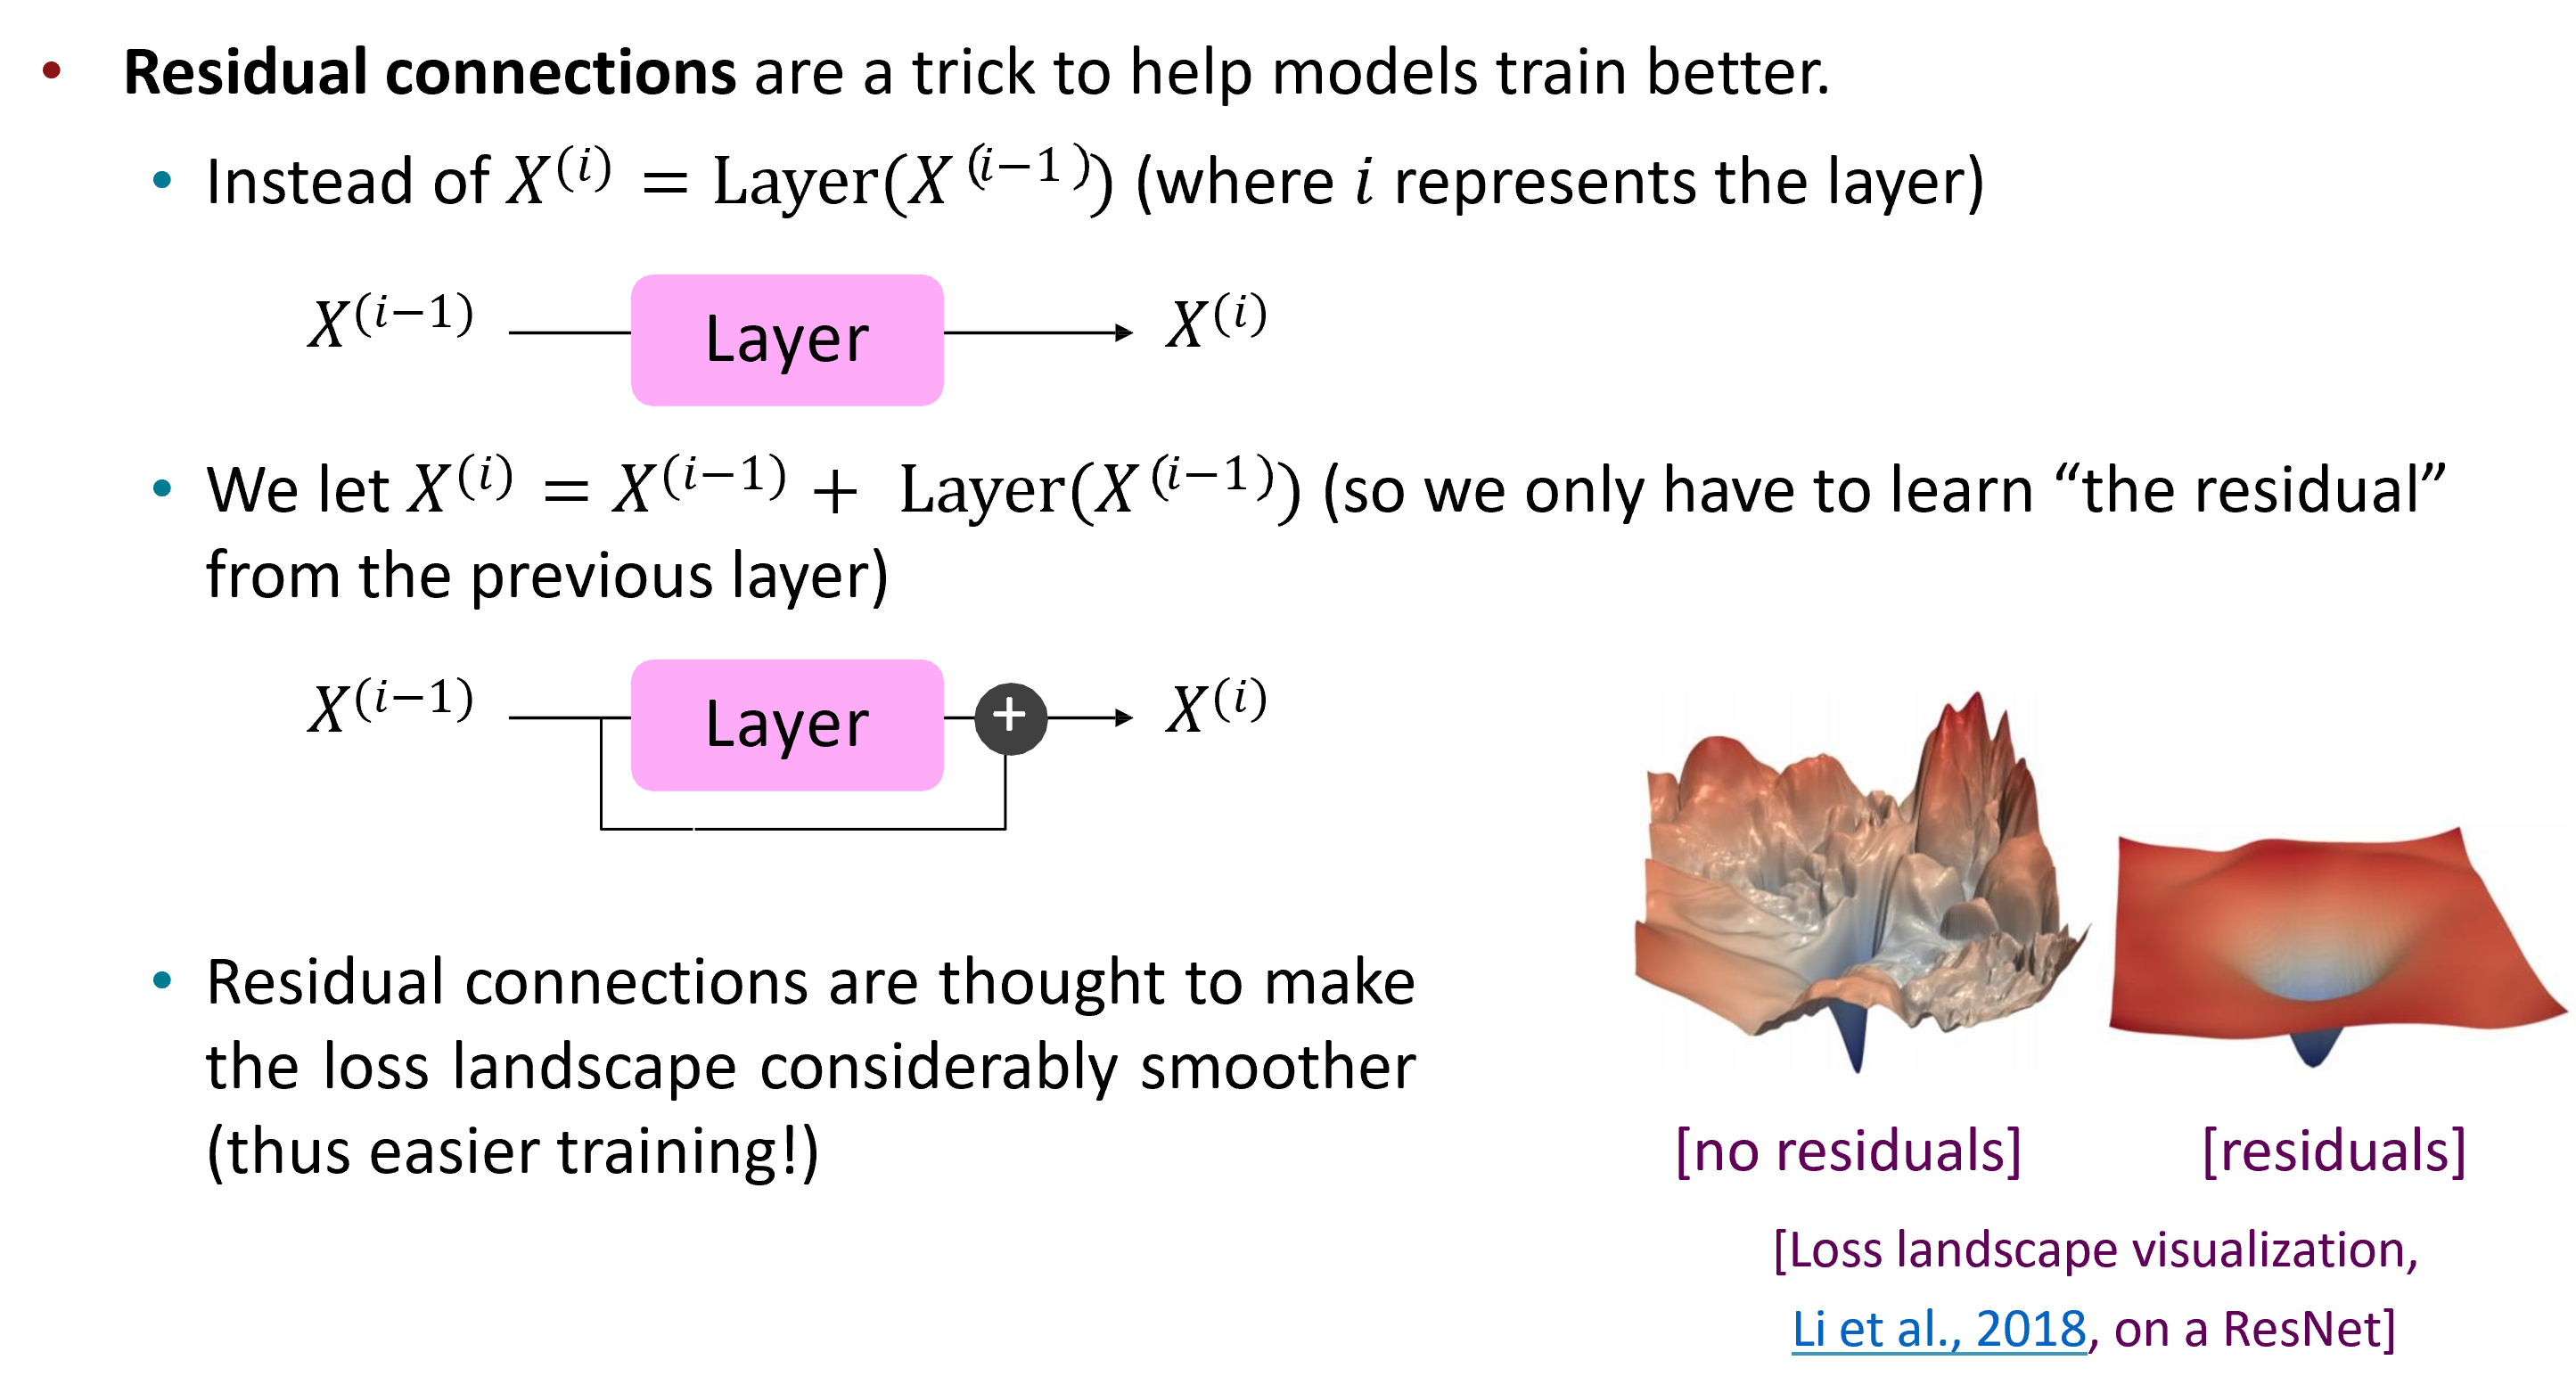 • Residual connections are a trick to help models train better.
• Instead of X^(i) = Layer(X^(i−1)) (where i represents the layer)
X^(i−1) Layer X^(i)
• We let X^(i) = X^(i−1) + Layer(X^(i−1)) (so we only have to learn “the residual”
from the previous layer)
X^(i−1) Layer + X^(i)
• Residual connections are thought to make
the loss landscape considerably smoother
(thus easier training!)
[no residuals] [residuals]
[Loss landscape visualization,
Li et al., 2018, on a ResNet]